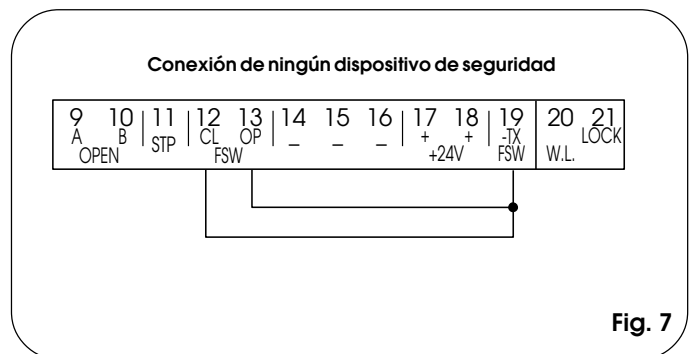 Conexión de ningún dispositivo de seguridad
9 10 11 12 13 14 15 16 17 18 19 20 21
A B STP CL OP – – – + + -TX LOCK
OPEN FSW +24V FSW W.L.
Fig. 7